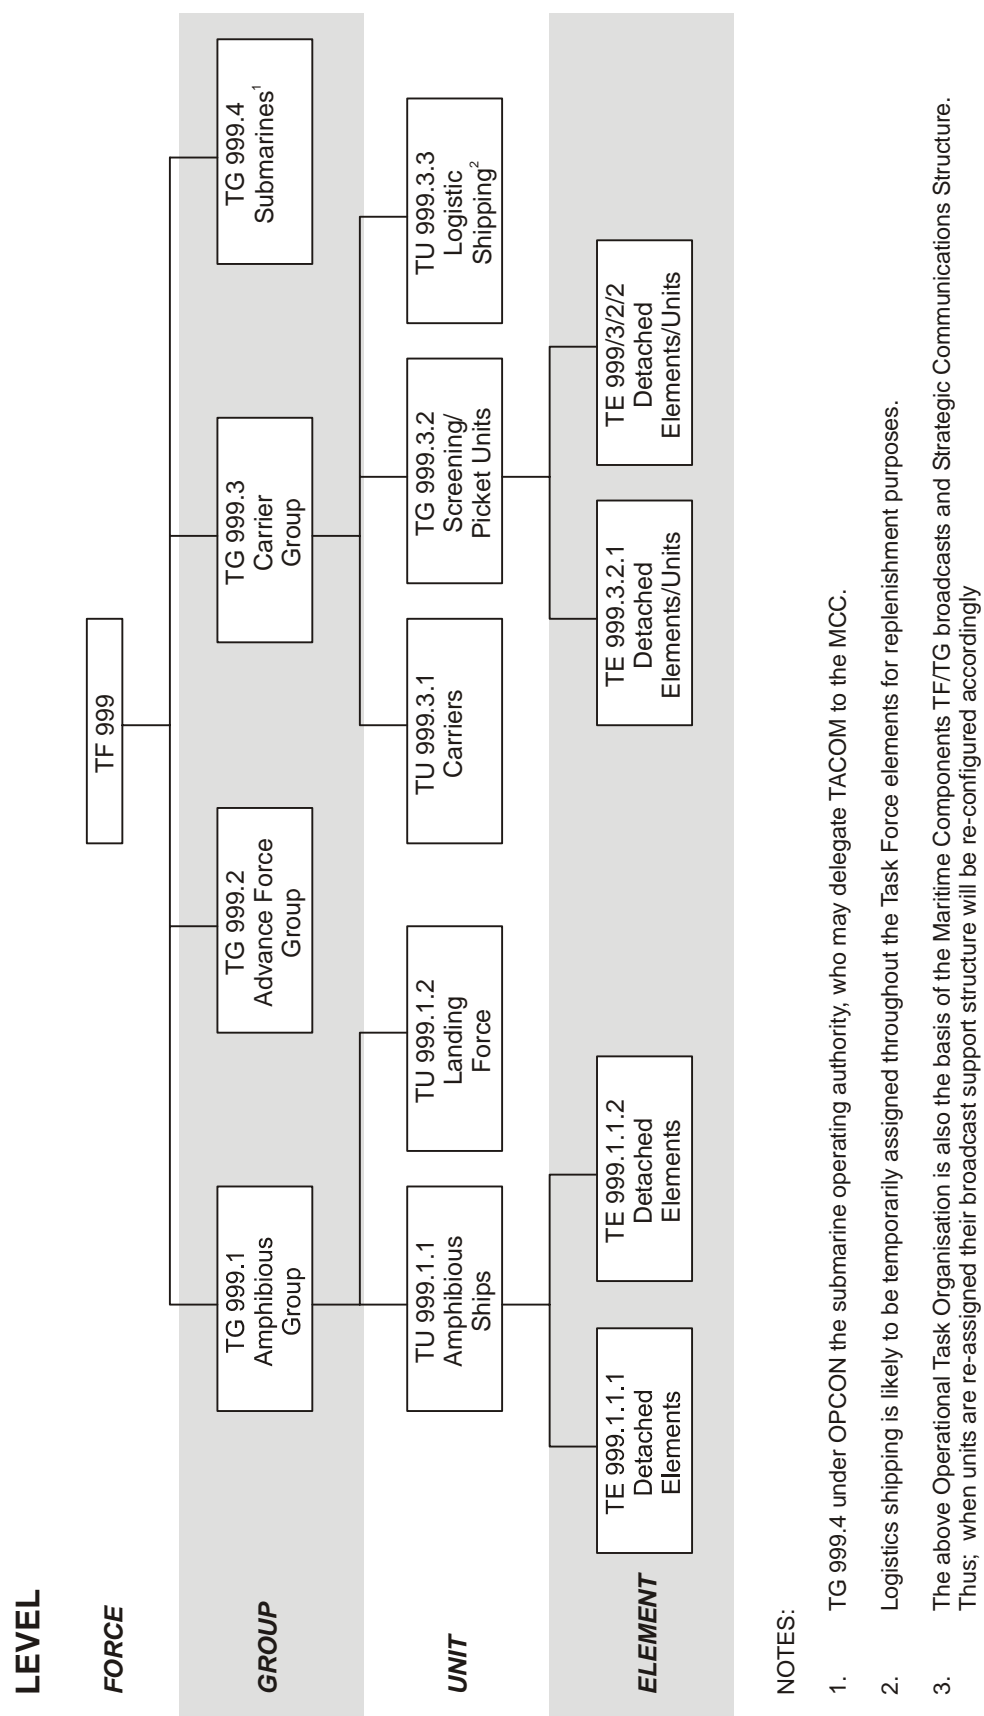 LEVEL
FORCE
TF 999
GROUP
TG 999.1
Amphibious
Group
TG 999.2
Advance Force
Group
TG 999.3
Carrier
Group
TG 999.4
Submarines¹
UNIT
TU 999.1.1
Amphibious
Ships
TU 999.1.2
Landing
Force
TU 999.3.1
Carriers
TG 999.3.2
Screening/
Picket Units
TU 999.3.3
Logistic
Shipping²
ELEMENT
TE 999.1.1.1
Detached
Elements
TE 999.1.1.2
Detached
Elements
TE 999.3.2.1
Detached
Elements/Units
TE 999/3/2/2
Detached
Elements/Units
NOTES:
1. TG 999.4 under OPCON the submarine operating authority, who may delegate TACOM to the MCC.
2. Logistics shipping is likely to be temporarily assigned throughout the Task Force elements for replenishment purposes.
3. The above Operational Task Organisation is also the basis of the Maritime Components TF/TG broadcasts and Strategic Communications Structure.
Thus; when units are re-assigned their broadcast support structure will be re-configured accordingly